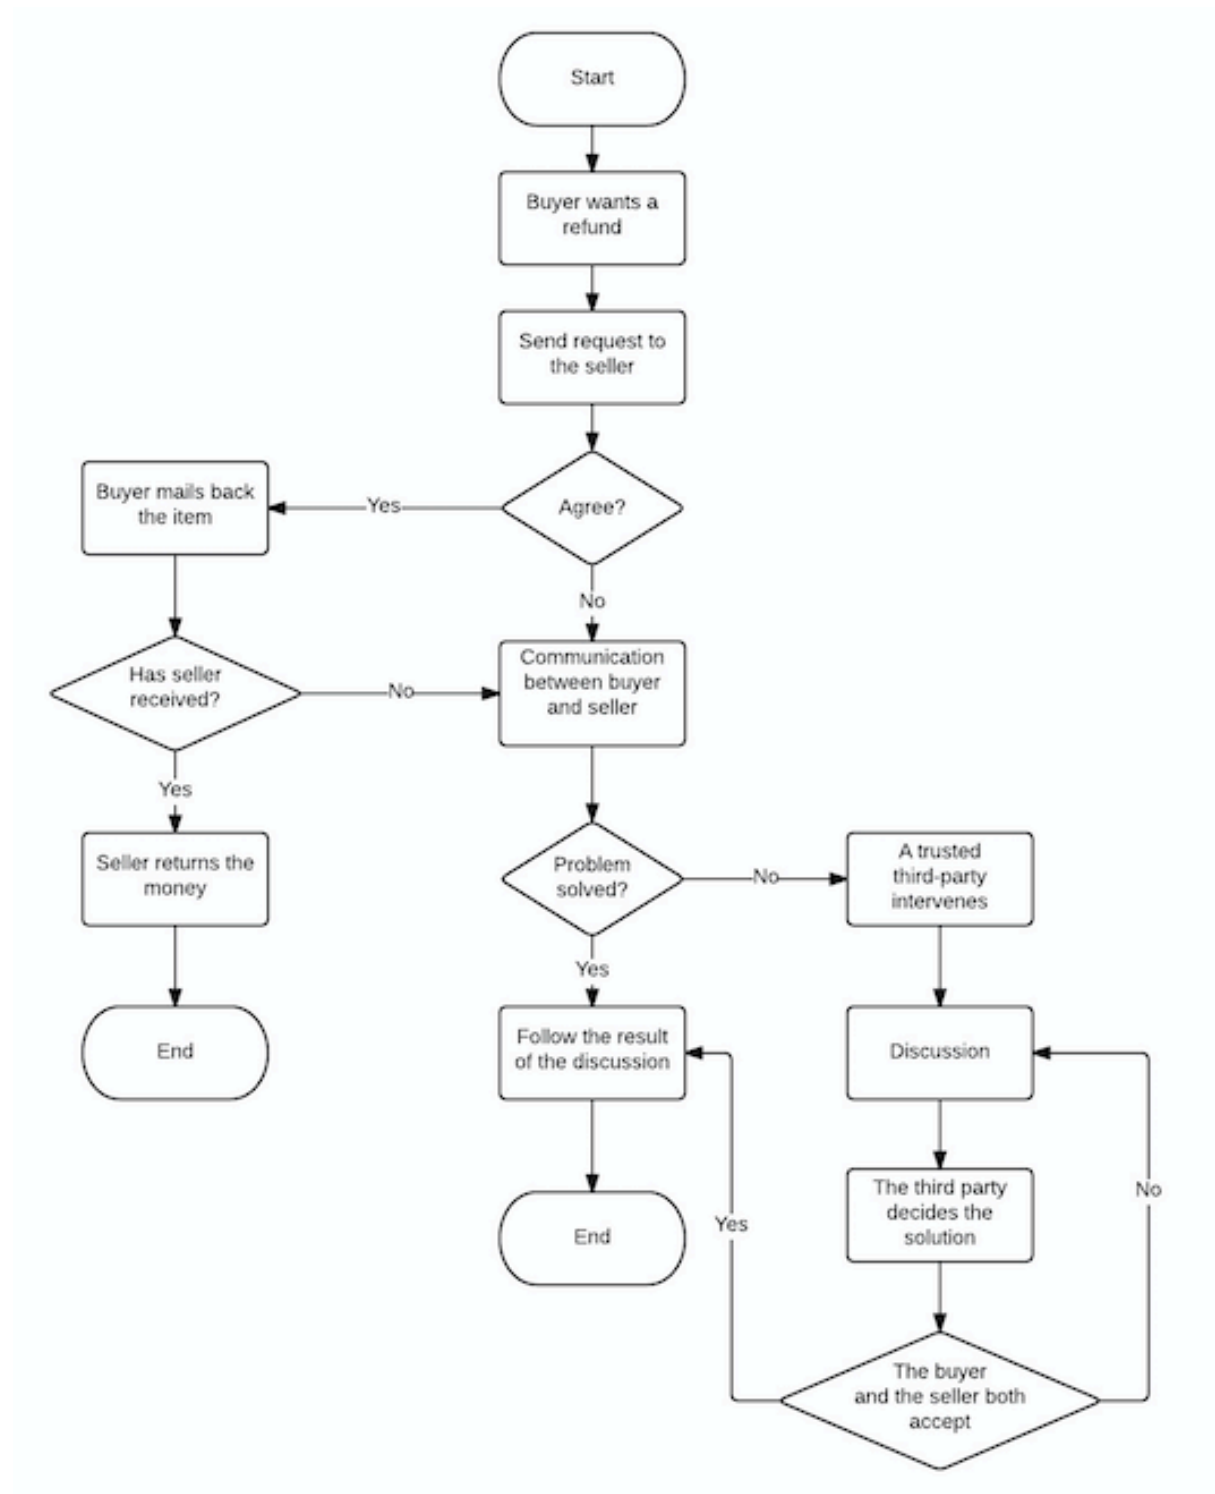 Start
Buyer wants a
refund
Send request to
the seller
Buyer mails back
the item
Yes
Agree?
No
Has seller
received?
No
Communication
between buyer
and seller
Yes
Seller returns the
money
Problem
solved?
No
A trusted
third-party
intervenes
Yes
End
Follow the result
of the discussion
Discussion
End
Yes
The third party
decides the
solution
No
The buyer
and the seller both
accept